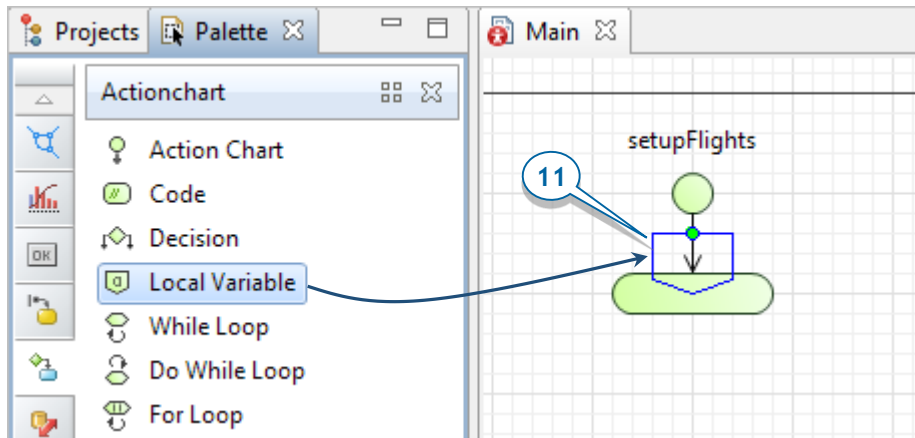 Projects
Palette
Main
Actionchart
Action Chart
Code
Decision
Local Variable
While Loop
Do While Loop
For Loop
OK
setupFlights
11